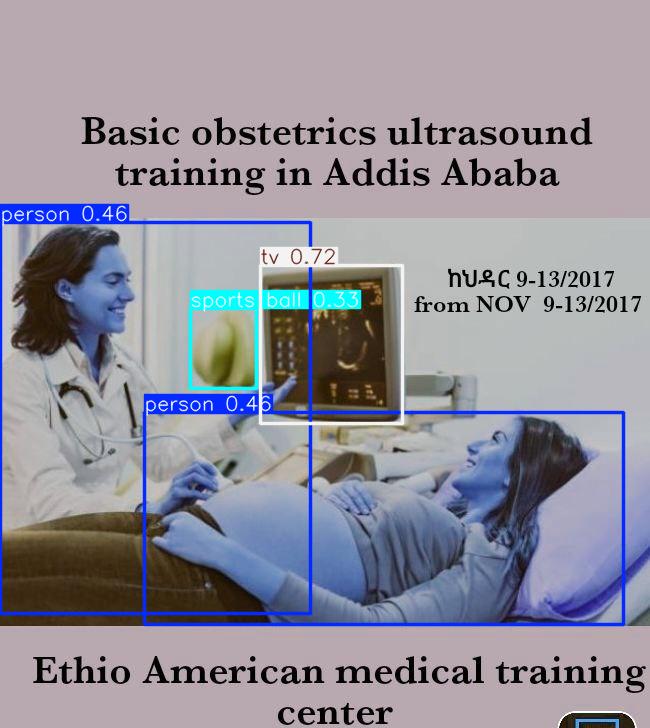 Basic obstetrics ultrasound
training in Addis Ababa
person 0.46
tv 0.72
ከህዳር 9-13/2017
sports ball 0.33
from NOV 9-13/2017
person 0.46
Ethio American medical training
center